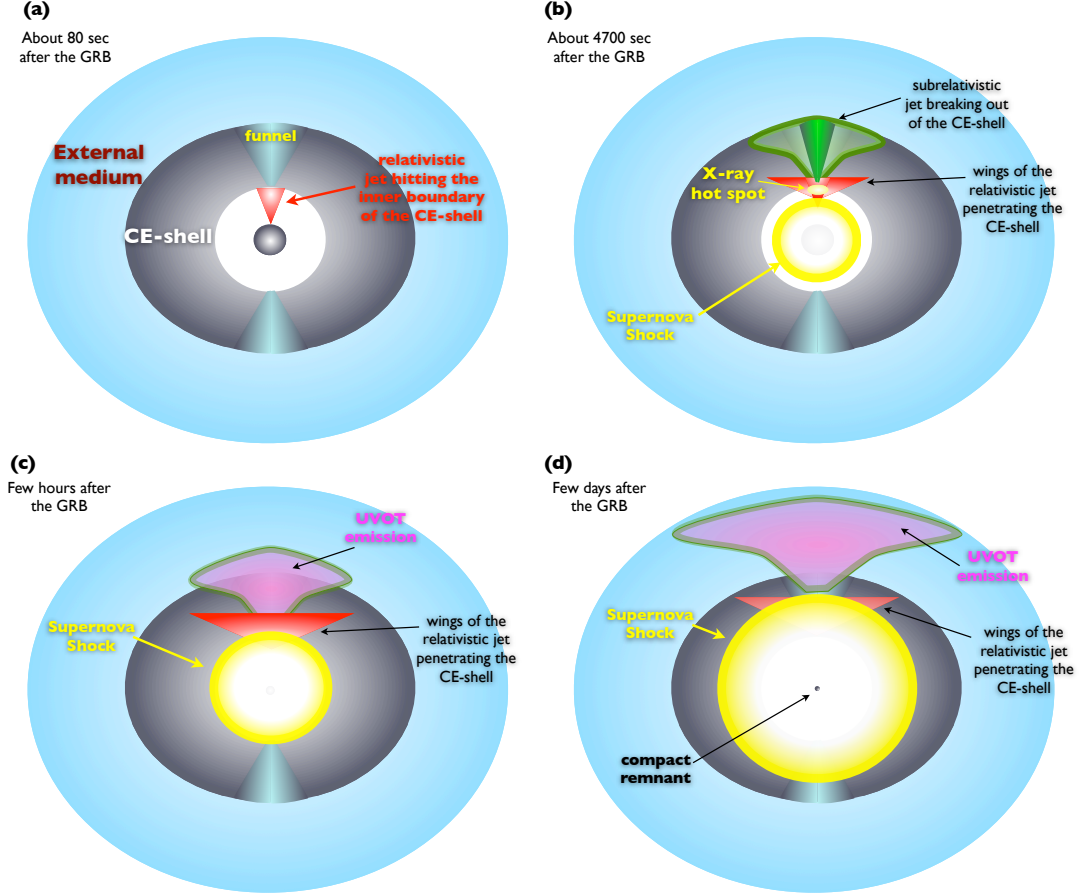 (a)
About 80 sec
after the GRB
funnel
External
medium
relativistic
jet hitting the
inner boundary
of the CE-shell
CE-shell
(b)
About 4700 sec
after the GRB
subrelativistic
jet breaking out
of the CE-shell
X-ray
hot spot
wings of the
relativistic jet
penetrating the
CE-shell
Supernova
Shock
(c)
Few hours after
the GRB
UVOT
emission
Supernova
Shock
wings of the
relativistic jet
penetrating the
CE-shell
(d)
Few days after
the GRB
UVOT
emission
Supernova
Shock
wings of the
relativistic jet
penetrating the
CE-shell
compact
remnant